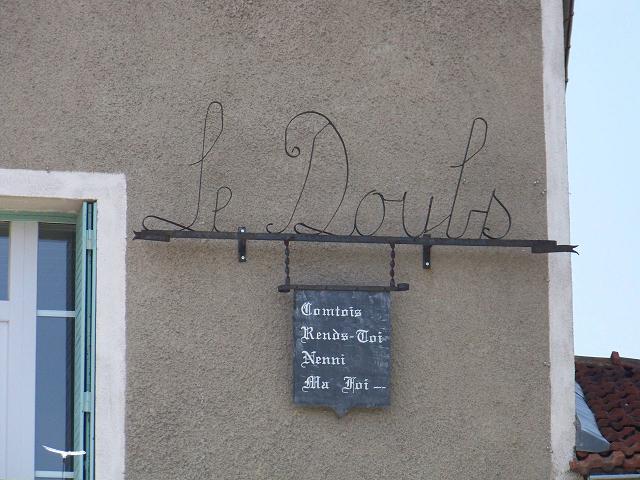 Le Doubs
Comtois
Rends-Toi
Nenni
Ma Foi ---